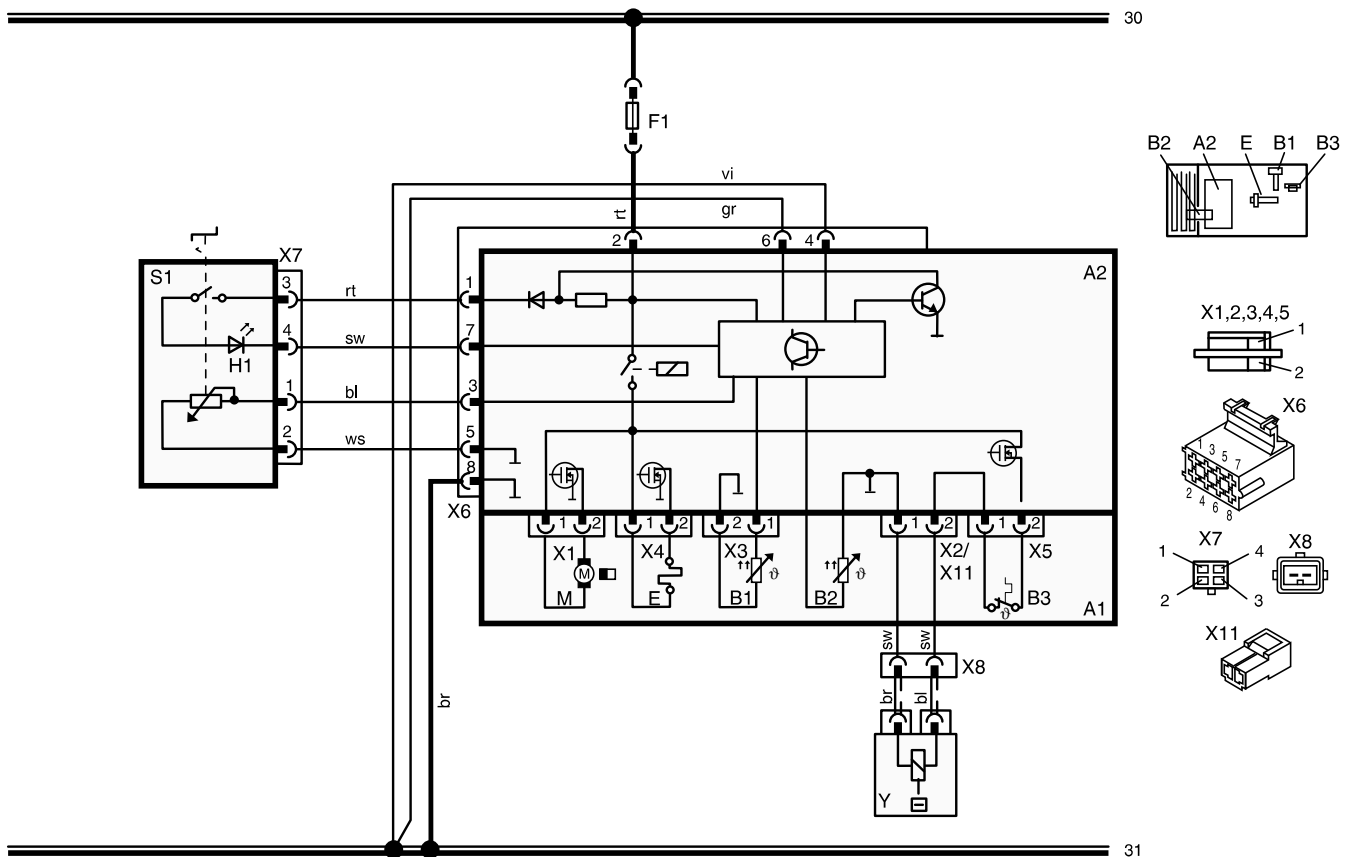 30
F1
B2 A2 E B1 B3
vi
gr
rt
2 6 4
S1
X7
A2
3
rt
1
4
sw
7
H1
1
bl
3
2
ws
5
8
X6
X1,2,3,4,5
1
2
X6
1 3 5 7
2 4 6 8
1 2 1 2 2 1 1 2 1 2
X1 X4 X3 X2/ X5
X11
M
M E B1 ϑ B2 ϑ B3
ϑ
A1
X7 X8
1 4
2 3
X11
sw sw
X8
br bl
br
Y
31